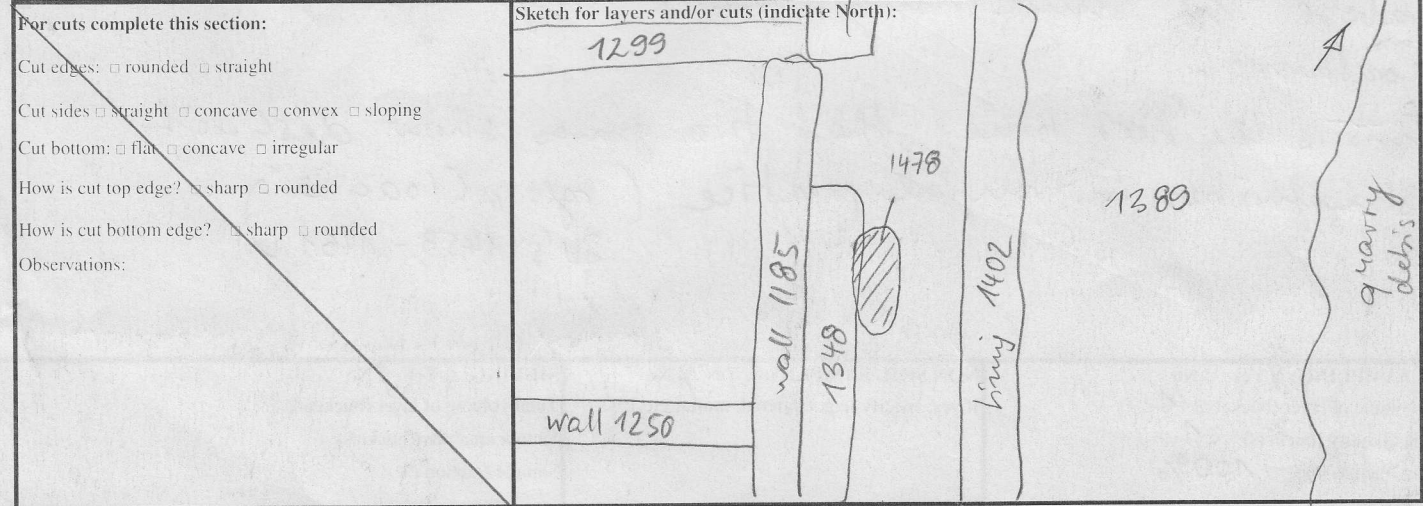 For cuts complete this section:
Cut edges: □ rounded □ straight
Cut sides □ straight □ concave □ convex □ sloping
Cut bottom: □ flat □ concave □ irregular
How is cut top edge? □ sharp □ rounded
How is cut bottom edge? □ sharp □ rounded
Observations:
Sketch for layers and/or cuts (indicate North):
1299
1478
1389
wall 1185
1348
1402
quarry
debris
wall 1250